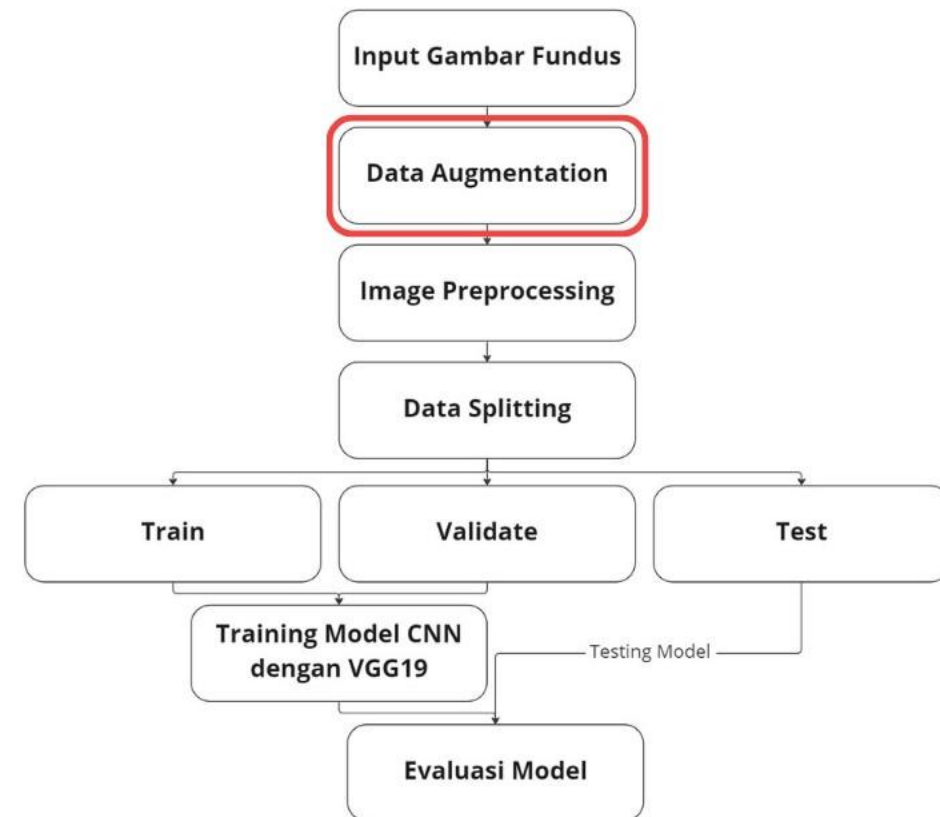 Input Gambar Fundus
Data Augmentation
Image Preprocessing
Data Splitting
Train
Validate
Test
Training Model CNN
dengan VGG19
Testing Model
Evaluasi Model